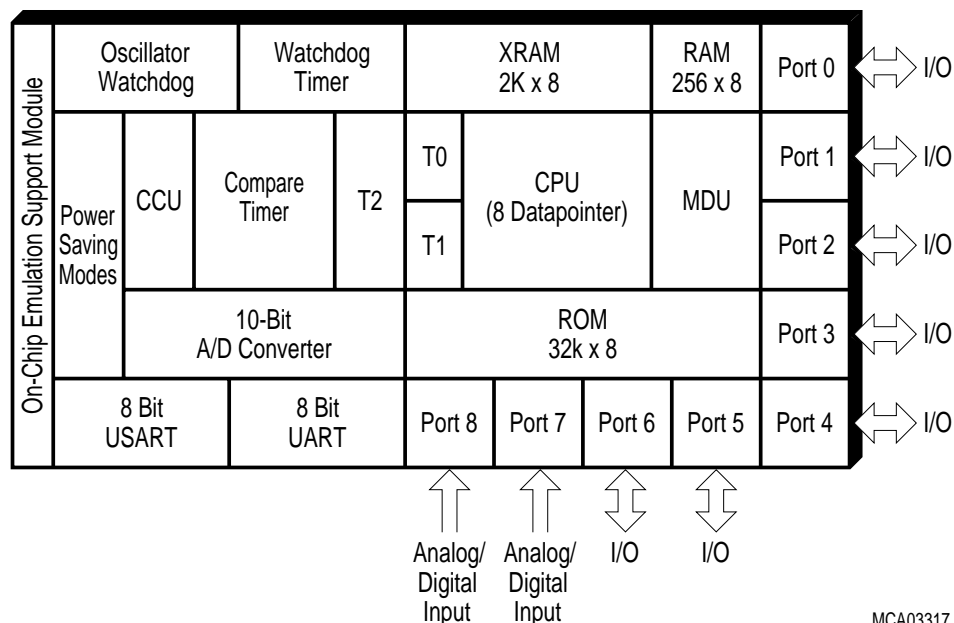 On-Chip Emulation Support Module
Oscillator
Watchdog
Watchdog
Timer
XRAM
2K x 8
RAM
256 x 8
Port 0
I/O
Power
Saving
Modes
CCU
Compare
Timer
T2
T0
T1
CPU
(8 Datapointer)
MDU
Port 1
I/O
Port 2
I/O
10-Bit
A/D Converter
ROM
32k x 8
Port 3
I/O
8 Bit
USART
8 Bit
UART
Port 8
Port 7
Port 6
Port 5
Port 4
I/O
Analog/
Digital
Input
Analog/
Digital
Input
I/O
I/O
MCA03317